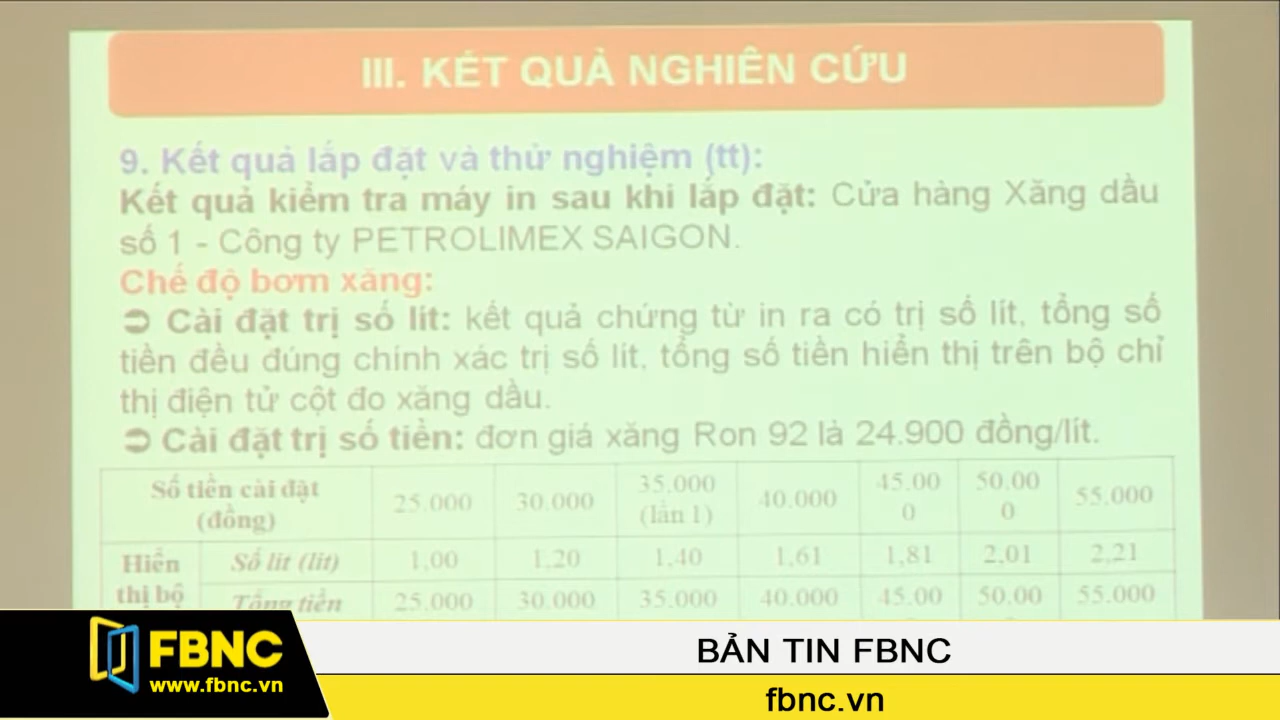 III. KẾT QUẢ NGHIÊN CỨU
9. Kết quả lắp đặt và thử nghiệm (tt):
Kết quả kiểm tra máy in sau khi lắp đặt: Cửa hàng Xăng dầu
số 1 - Công ty PETROLIMEX SAIGON.
Chế độ bơm xăng:
➲ Cài đặt trị số lít: kết quả chứng từ in ra có trị số lít, tổng số
tiền đều đúng chính xác trị số lít, tổng số tiền hiển thị trên bộ chỉ
thị điện tử cột đo xăng dầu.
➲ Cài đặt trị số tiền: đơn giá xăng Ron 92 là 24.900 đồng/lít.
Số tiền cài đặt (đồng) 25.000 30.000 35.000 (lần 1) 40.000 45.000 50.000 55.000
Hiển thị bộ
Số lít (lít) 1,00 1,20 1,40 1,61 1,81 2,01 2,21
Tổng tiền 25.000 30.000 35.000 40.000 45.00 50.00 55.000
FBNC
www.fbnc.vn
BẢN TIN FBNC
fbnc.vn